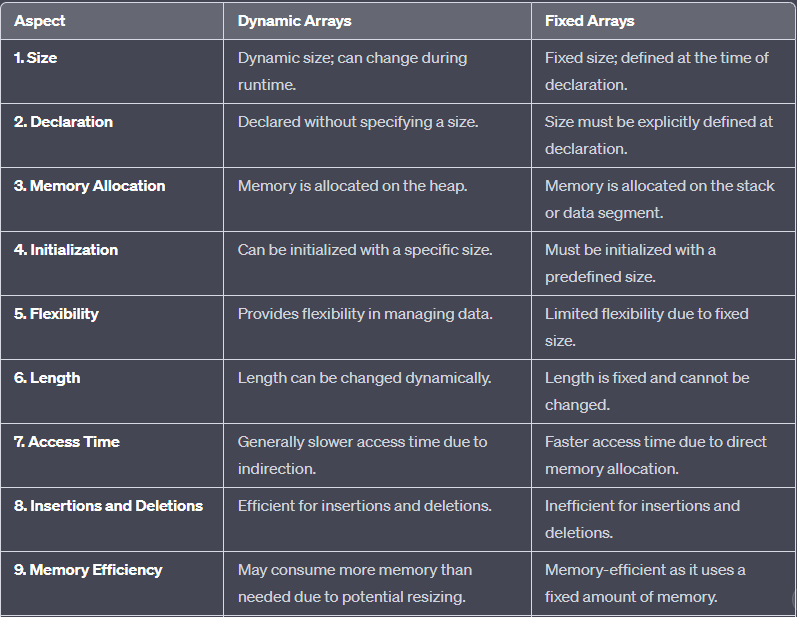 Aspect Dynamic Arrays Fixed Arrays
1. Size Dynamic size; can change during Fixed size; defined at the time of
runtime. declaration.
2. Declaration Declared without specifying a size. Size must be explicitly defined at
declaration.
3. Memory Allocation Memory is allocated on the heap. Memory is allocated on the stack
or data segment.
4. Initialization Can be initialized with a specific size. Must be initialized with a
predefined size.
5. Flexibility Provides flexibility in managing data. Limited flexibility due to fixed
size.
6. Length Length can be changed dynamically. Length is fixed and cannot be
changed.
7. Access Time Generally slower access time due to Faster access time due to direct
indirection. memory allocation.
8. Insertions and Deletions Efficient for insertions and deletions. Inefficient for insertions and
deletions.
9. Memory Efficiency May consume more memory than Memory-efficient as it uses a
needed due to potential resizing. fixed amount of memory.